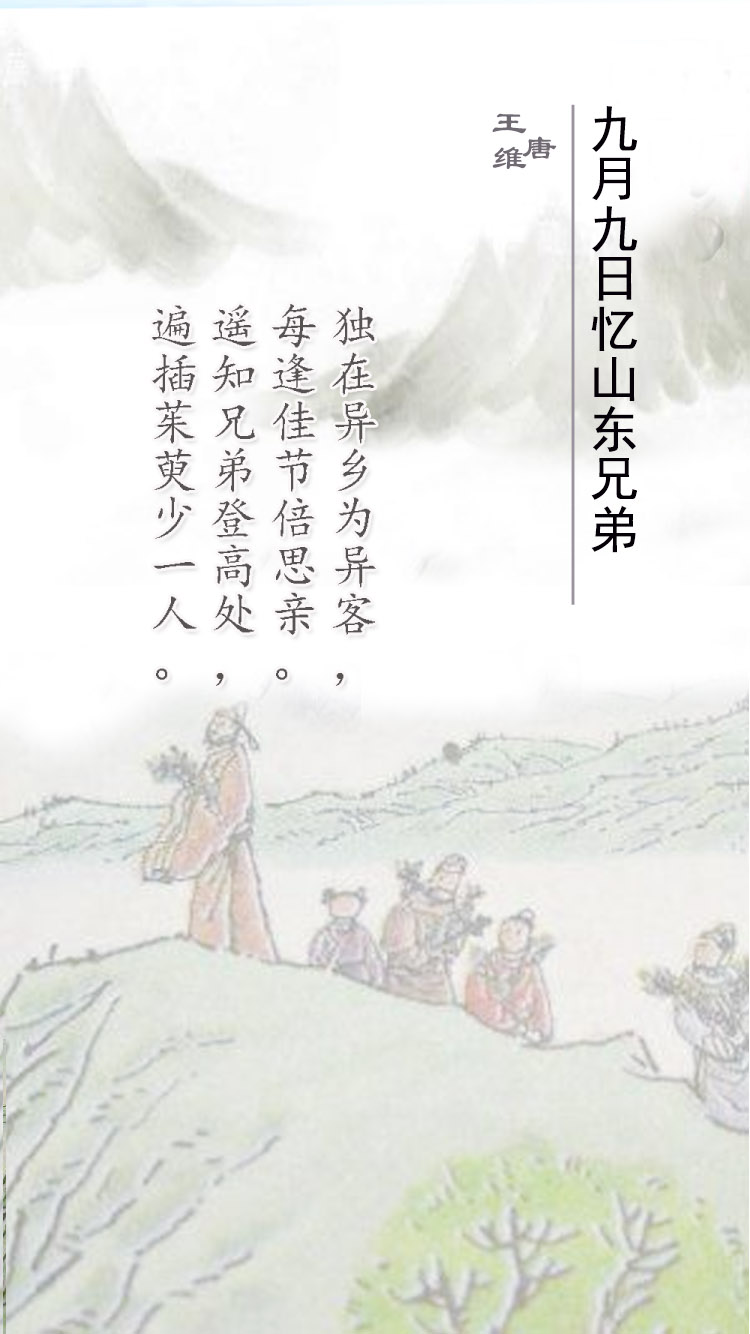 九月九日忆山东兄弟
唐
王维
独在异乡为异客，
每逢佳节倍思亲。
遥知兄弟登高处，
遍插茱萸少一人。